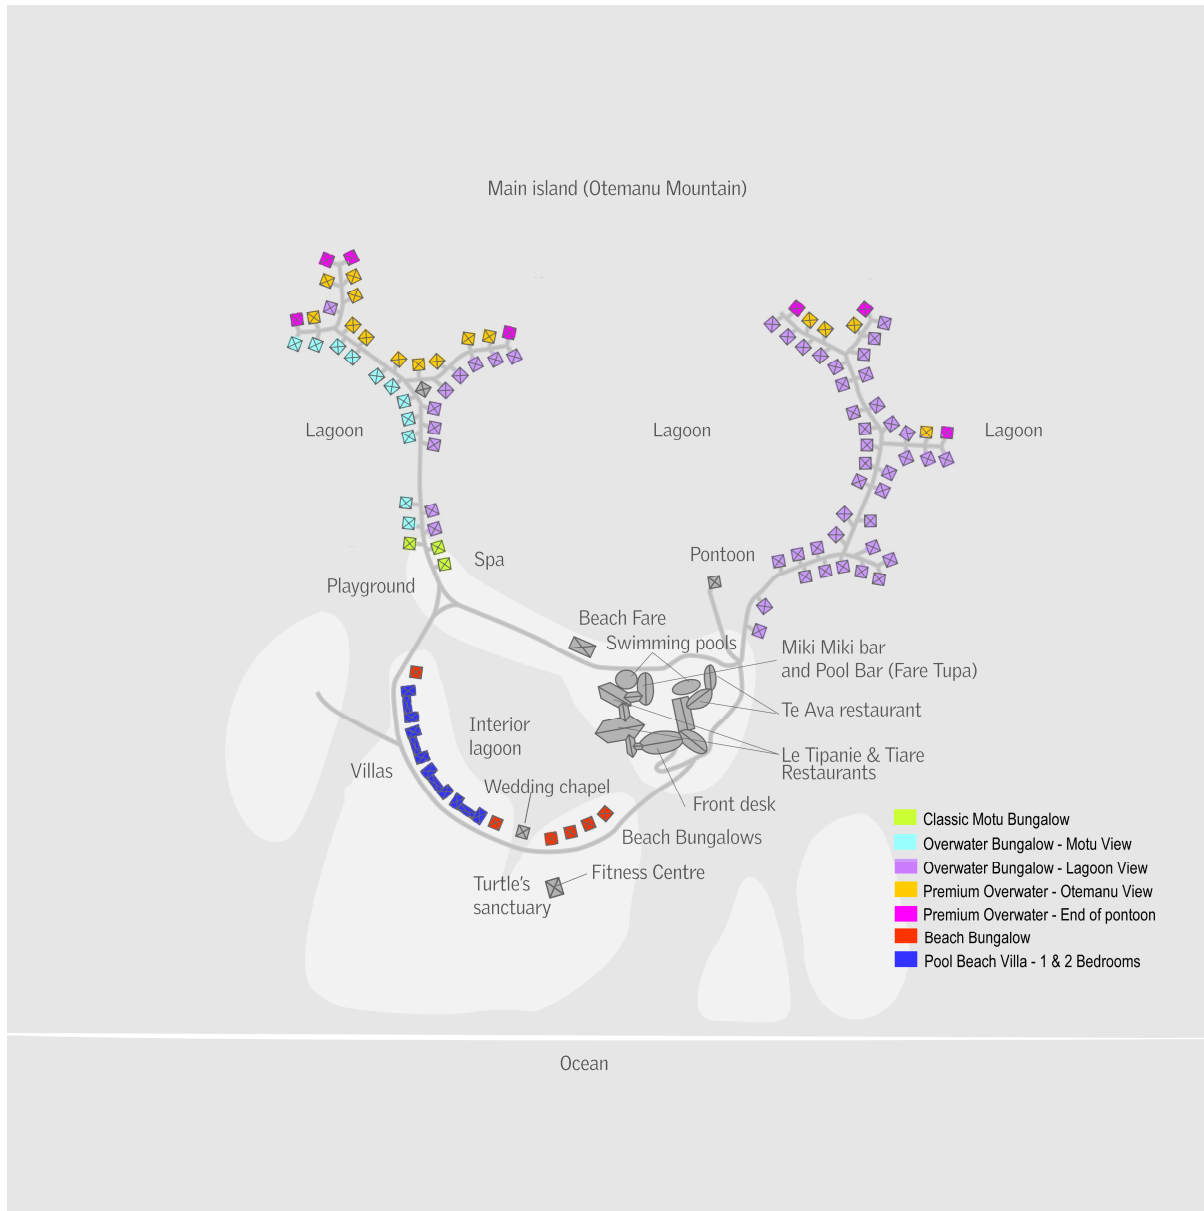 Main island (Otemanu Mountain)
Lagoon
Lagoon
Lagoon
Spa
Pontoon
Playground
Beach Fare
Swimming pools
Miki Miki bar
and Pool Bar (Fare Tupa)
Te Ava restaurant
Interior
lagoon
Le Tipanie & Tiare
Restaurants
Villas
Wedding chapel
Front desk
Beach Bungalows
Fitness Centre
Turtle's
sanctuary
Classic Motu Bungalow
Overwater Bungalow - Motu View
Overwater Bungalow - Lagoon View
Premium Overwater - Otemanu View
Premium Overwater - End of pontoon
Beach Bungalow
Pool Beach Villa - 1 & 2 Bedrooms
Ocean